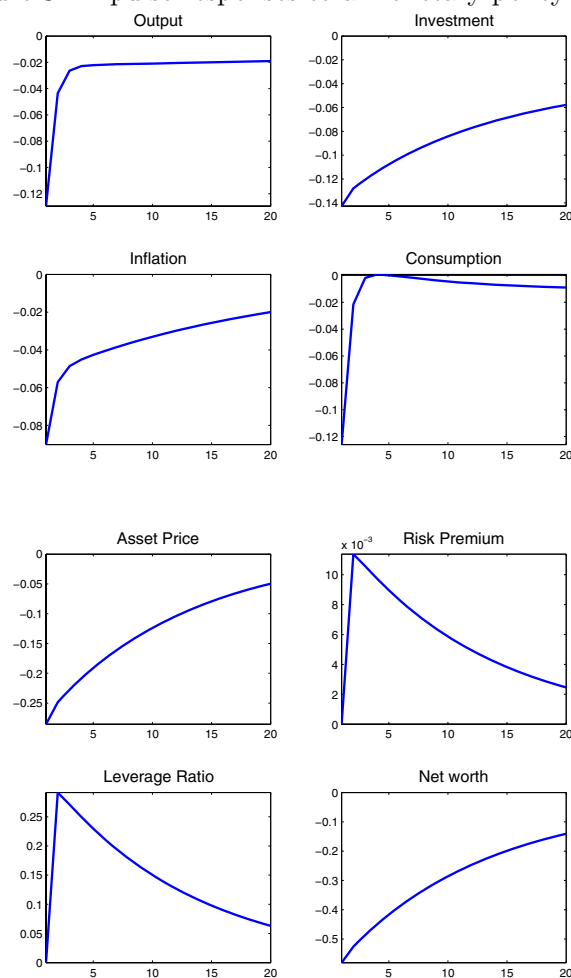 responses to a monetary policy
Output
0
−0.02
−0.04
−0.06
−0.08
−0.1
−0.12
5 10 15 20
Investment
0
−0.02
−0.04
−0.06
−0.08
−0.1
−0.12
−0.14
5 10 15 20
Inflation
0
−0.02
−0.04
−0.06
−0.08
5 10 15 20
Consumption
0
−0.02
−0.04
−0.06
−0.08
−0.1
−0.12
5 10 15 20
Asset Price
0
−0.05
−0.1
−0.15
−0.2
−0.25
5 10 15 20
Risk Premium
x 10⁻³
10
8
6
4
2
0
5 10 15 20
Leverage Ratio
0.25
0.2
0.15
0.1
0.05
0
5 10 15 20
Net worth
0
−0.1
−0.2
−0.3
−0.4
−0.5
5 10 15 20